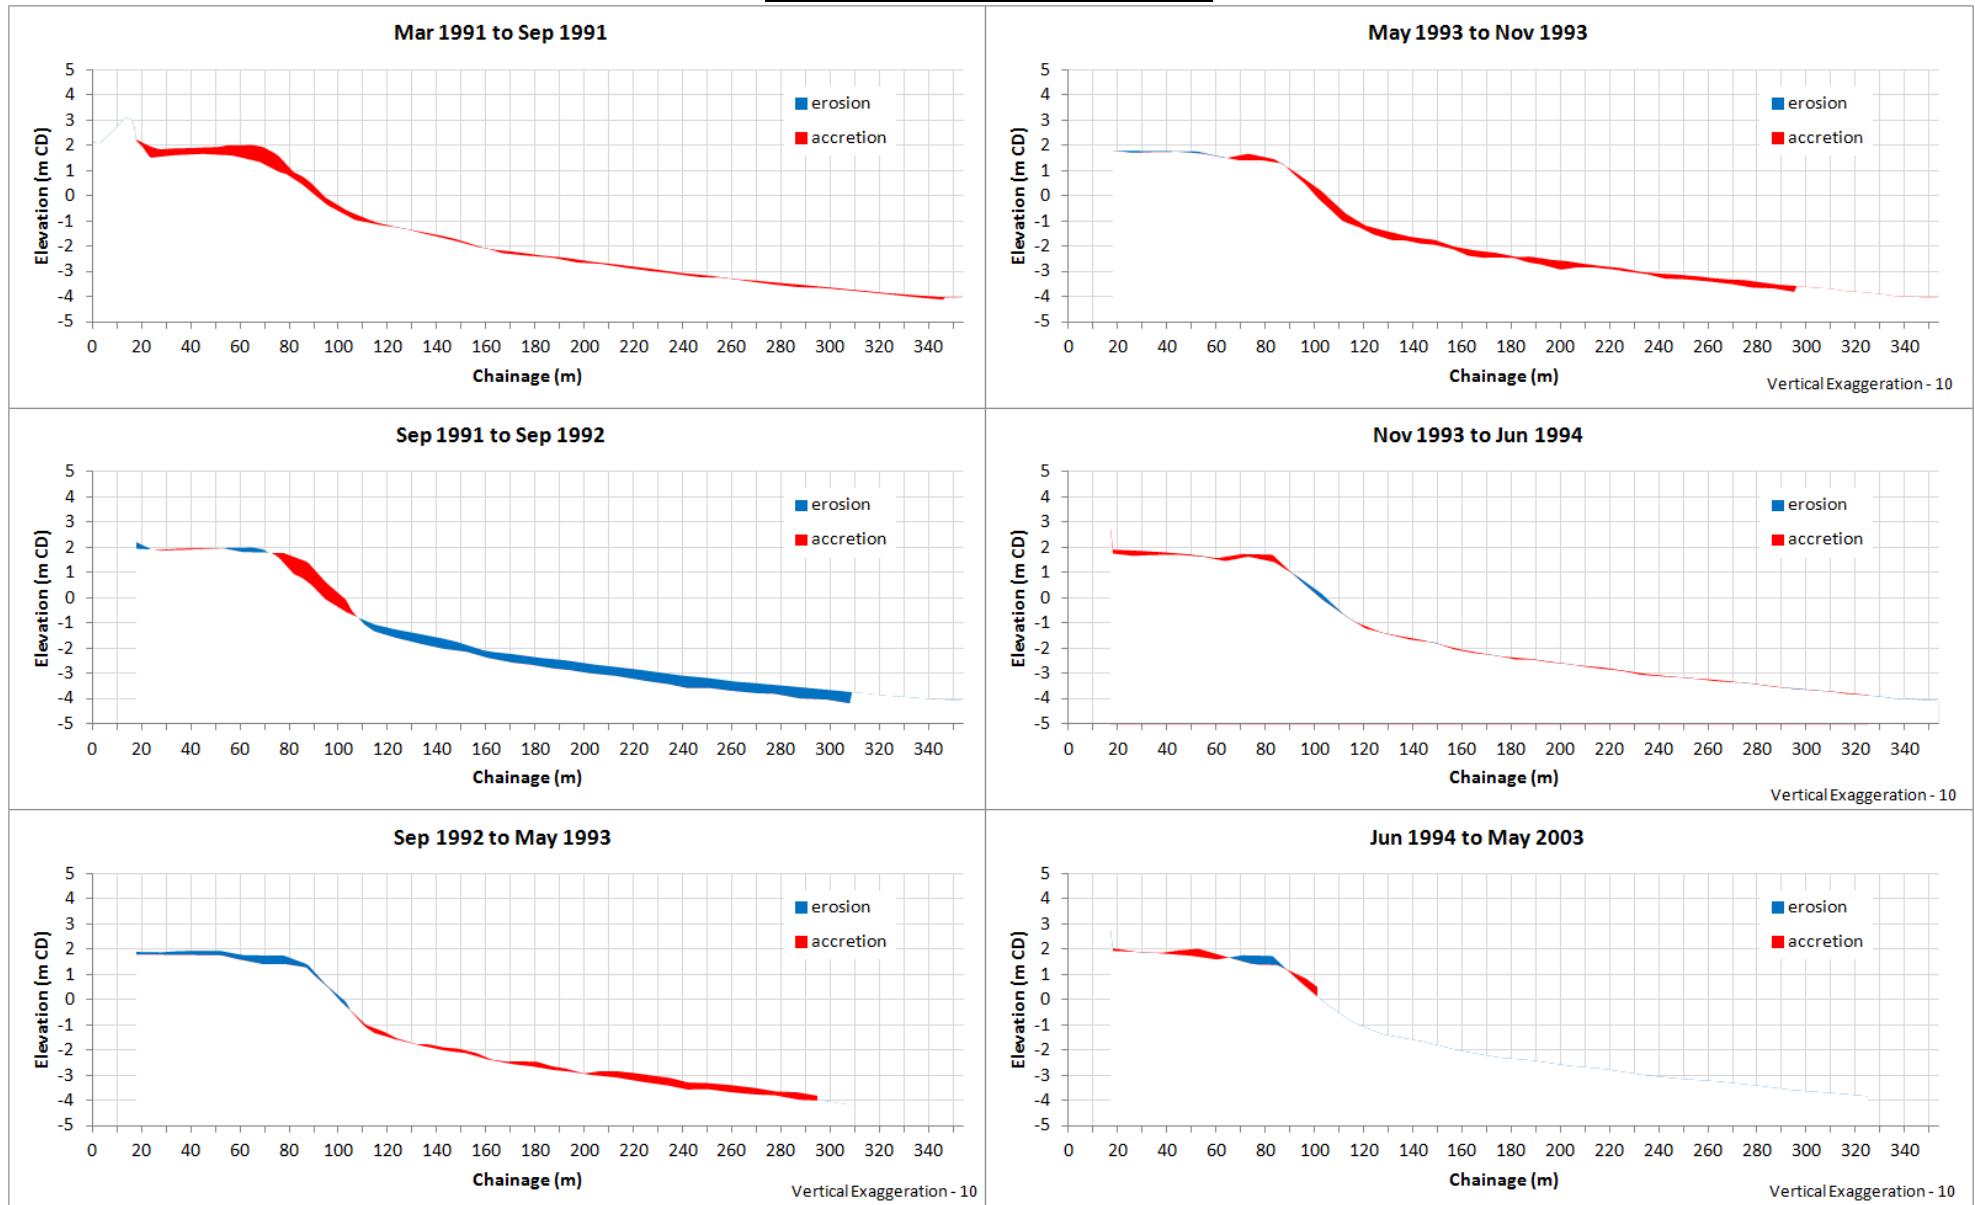 Mar 1991 to Sep 1991
5
4
3
2
1
0
-1
-2
-3
-4
-5
Elevation (m CD)
erosion
accretion
0 20 40 60 80 100 120 140 160 180 200 220 240 260 280 300 320 340
Chainage (m)
May 1993 to Nov 1993
5
4
3
2
1
0
-1
-2
-3
-4
-5
Elevation (m CD)
erosion
accretion
0 20 40 60 80 100 120 140 160 180 200 220 240 260 280 300 320 340
Chainage (m)
Vertical Exaggeration - 10
Sep 1991 to Sep 1992
5
4
3
2
1
0
-1
-2
-3
-4
-5
Elevation (m CD)
erosion
accretion
0 20 40 60 80 100 120 140 160 180 200 220 240 260 280 300 320 340
Chainage (m)
Nov 1993 to Jun 1994
5
4
3
2
1
0
-1
-2
-3
-4
-5
Elevation (m CD)
erosion
accretion
0 20 40 60 80 100 120 140 160 180 200 220 240 260 280 300 320 340
Chainage (m)
Vertical Exaggeration - 10
Sep 1992 to May 1993
5
4
3
2
1
0
-1
-2
-3
-4
-5
Elevation (m CD)
erosion
accretion
0 20 40 60 80 100 120 140 160 180 200 220 240 260 280 300 320 340
Chainage (m)
Vertical Exaggeration - 10
Jun 1994 to May 2003
5
4
3
2
1
0
-1
-2
-3
-4
-5
Elevation (m CD)
erosion
accretion
0 20 40 60 80 100 120 140 160 180 200 220 240 260 280 300 320 340
Chainage (m)
Vertical Exaggeration - 10